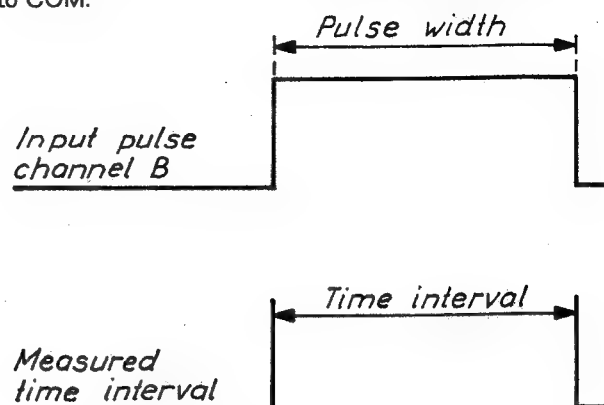 to COM.
Pulse width
Input pulse
channel B
Time interval
Measured
time interval